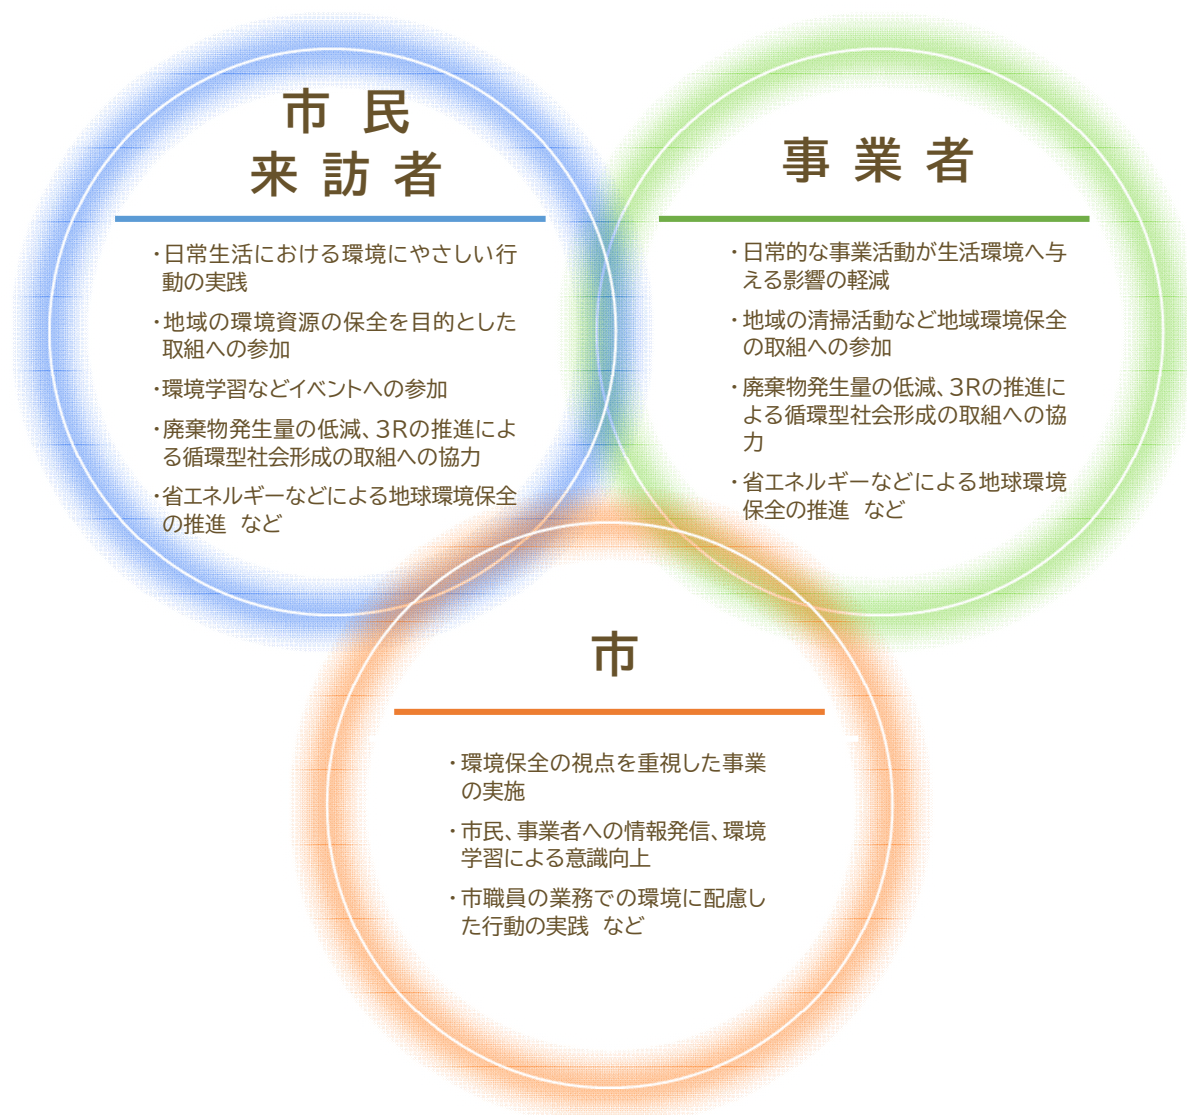 市 民
来 訪 者
・日常生活における環境にやさしい行
動の実践
・地域の環境資源の保全を目的とした
取組への参加
・環境学習などイベントへの参加
・廃棄物発生量の低減、3Rの推進によ
る循環型社会形成の取組への協力
・省エネルギーなどによる地球環境保全
の推進 など
事 業 者
・日常的な事業活動が生活環境へ与
える影響の軽減
・地域の清掃活動など地域環境保全
の取組への参加
・廃棄物発生量の低減、3Rの推進に
よる循環型社会形成の取組への協
力
・省エネルギーなどによる地球環境
保全の推進 など
市
・環境保全の視点を重視した事業
の実施
・市民、事業者への情報発信、環境
学習による意識向上
・市職員の業務での環境に配慮し
た行動の実践 など